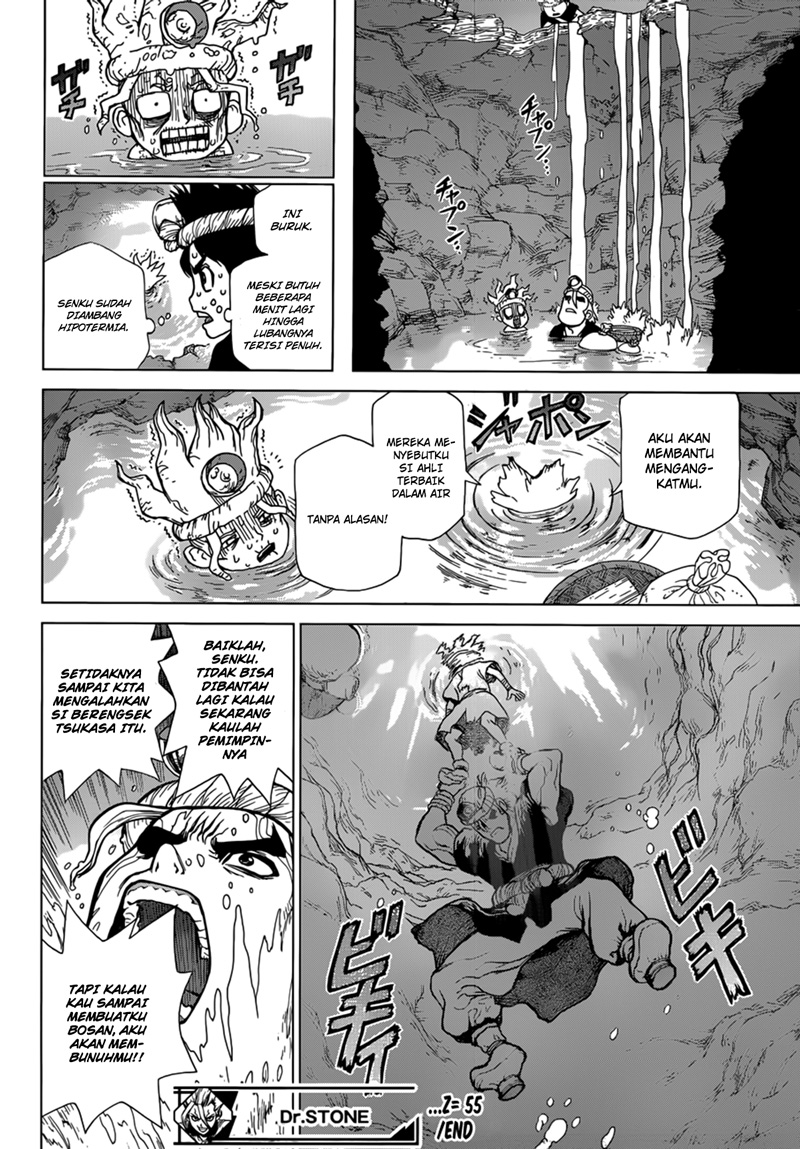 チャプン…
チャプン…
ガチ
ガチ
INI
BURUK.
MESKI BUTUH
BEBERAPA
MENIT LAGI
HINGGA
LUBANGNYA
TERISI PENUH.
SENKU SUDAH
DIAMBANG
HIPOTERMIA.
AKU AKAN
MEMBANTU
MENGANG-
KATMU.
ジャポン
MEREKA ME-
NYEBUTKU
SI AHLI
TERBAIK
DALAM AIR
TANPA ALASAN!
ビキ
ビキィ
BAIKLAH,
SENKU.
TIDAK BISA
DIBANTAH
LAGI KALAU
SEKARANG
KAULAH
PEMIMPIN-
NYA
SETIDAKNYA
SAMPAI KITA
MENGALAHKAN
SI BERENGSEK
TSUKASA ITU.
TAPI KALAU
KAU SAMPAI
MEMBUATKU
BOSAN, AKU
AKAN MEM-
BUNUHMU!!
Dr.STONE
...Z= 55
/END